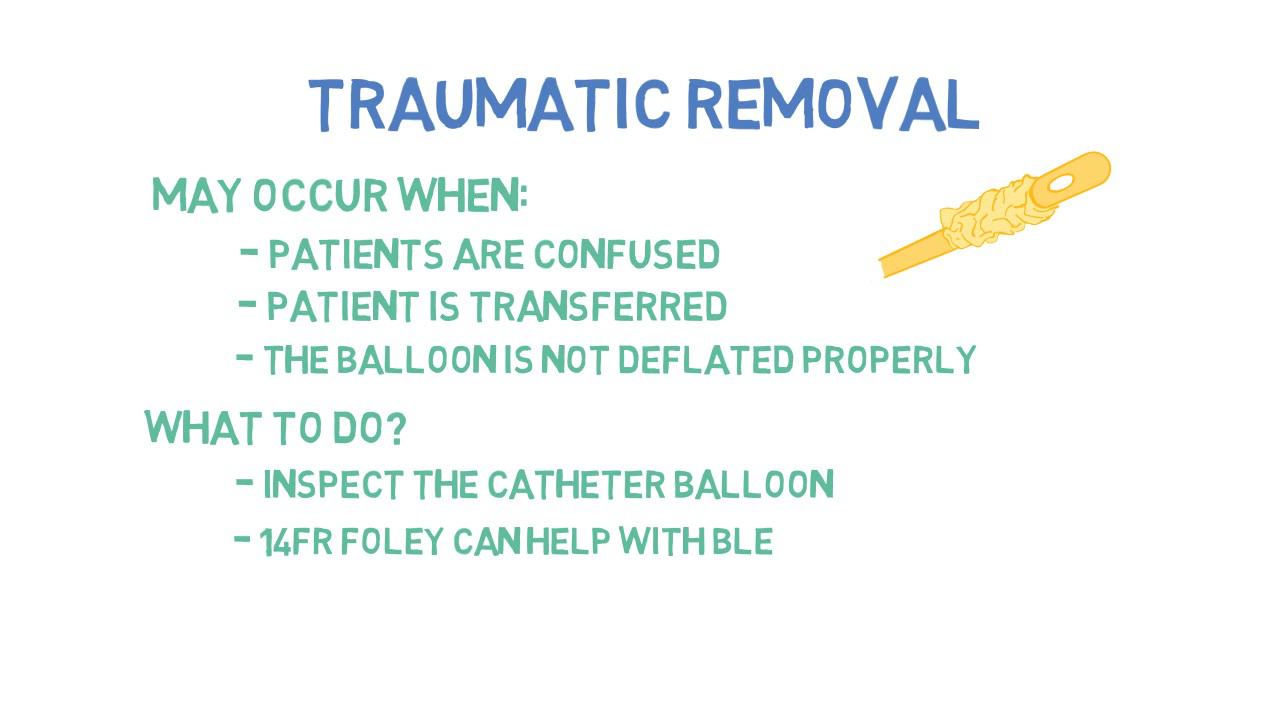 TRAUMATIC REMOVAL
MAY OCCUR WHEN:
- PATIENTS ARE CONFUSED
- PATIENT IS TRANSFERRED
- THE BALLOON IS NOT DEFLATED PROPERLY
WHAT TO DO?
- INSPECT THE CATHETER BALLOON
- 14FR FOLEY CAN HELP WITH BLE